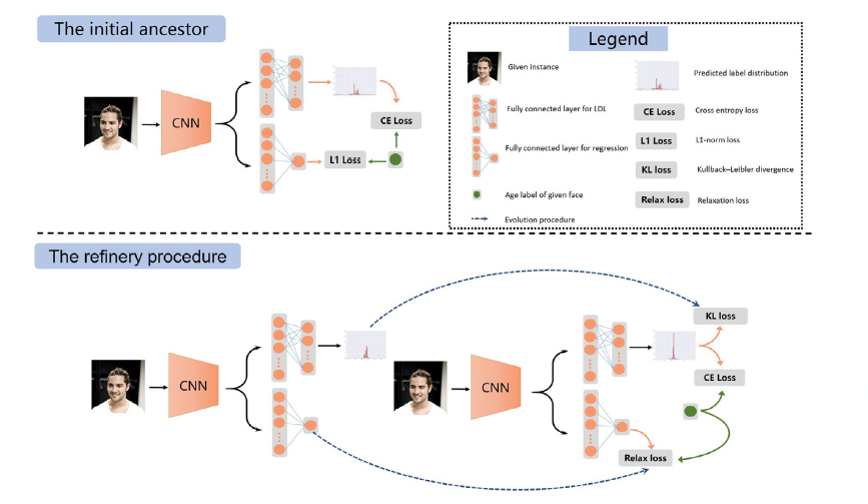 The initial ancestor
CNN
CE Loss
L1 Loss
Legend
Given Instance
Fully connected layer for LDL
Fully connected layer for regression
Age label of given face
Evolution procedure
Predicted label distribution
CE Loss
Cross entropy loss
L1 Loss
L1-norm loss
KL loss
Kullback–Leibler divergence
Relax loss
Relaxation loss
The refinery procedure
CNN
CNN
KL loss
CE Loss
Relax loss